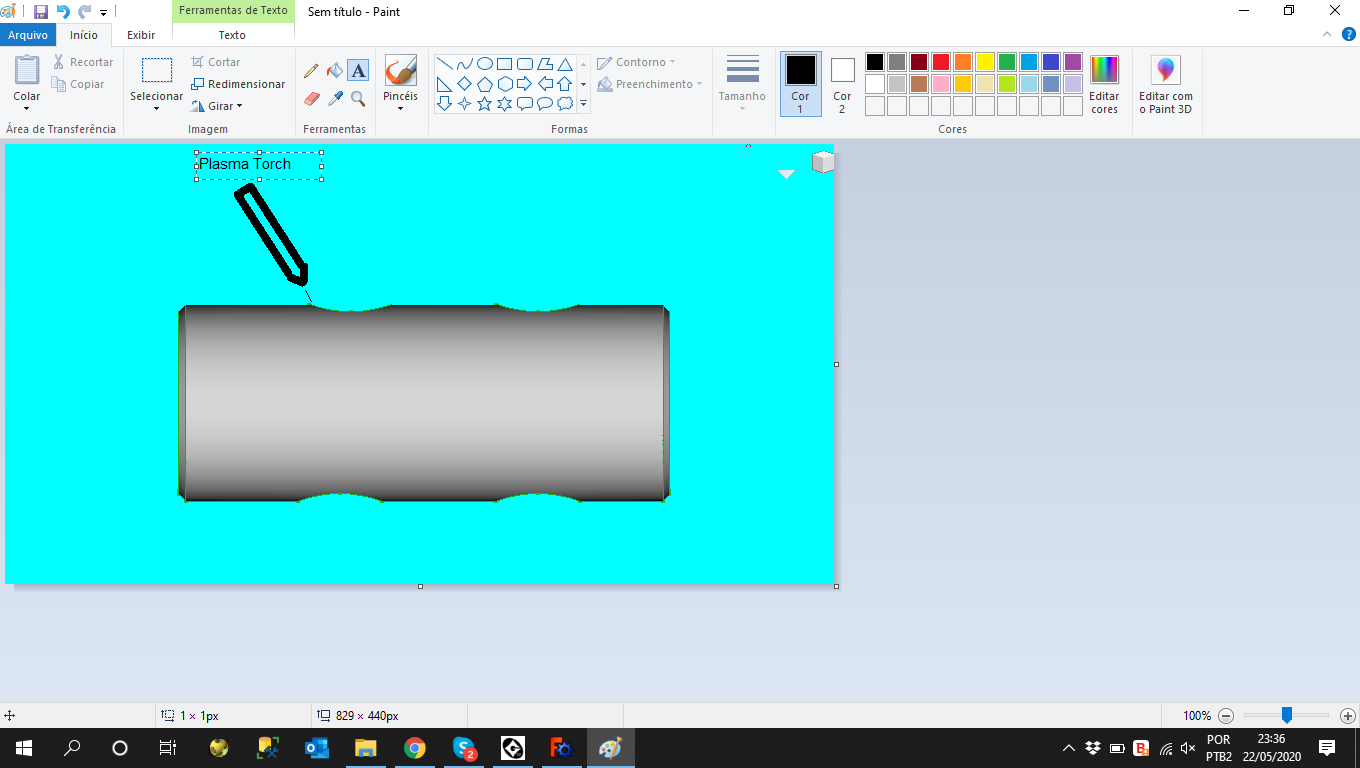 Ferramentas de Texto
Sem título - Paint
Arquivo
Início
Exibir
Texto
Colar
Recortar
Copiar
Área de Transferência
Selecionar
Cortar
Redimensionar
Girar
Imagem
A
Ferramentas
Pincéis
Contorno
Preenchimento
Formas
Tamanho
Cor
1
Cor
2
Editar
cores
Cores
Editar com
o Paint 3D
Plasma Torch
1 × 1px
829 × 440px
100%
2
POR
PTB2
23:36
22/05/2020